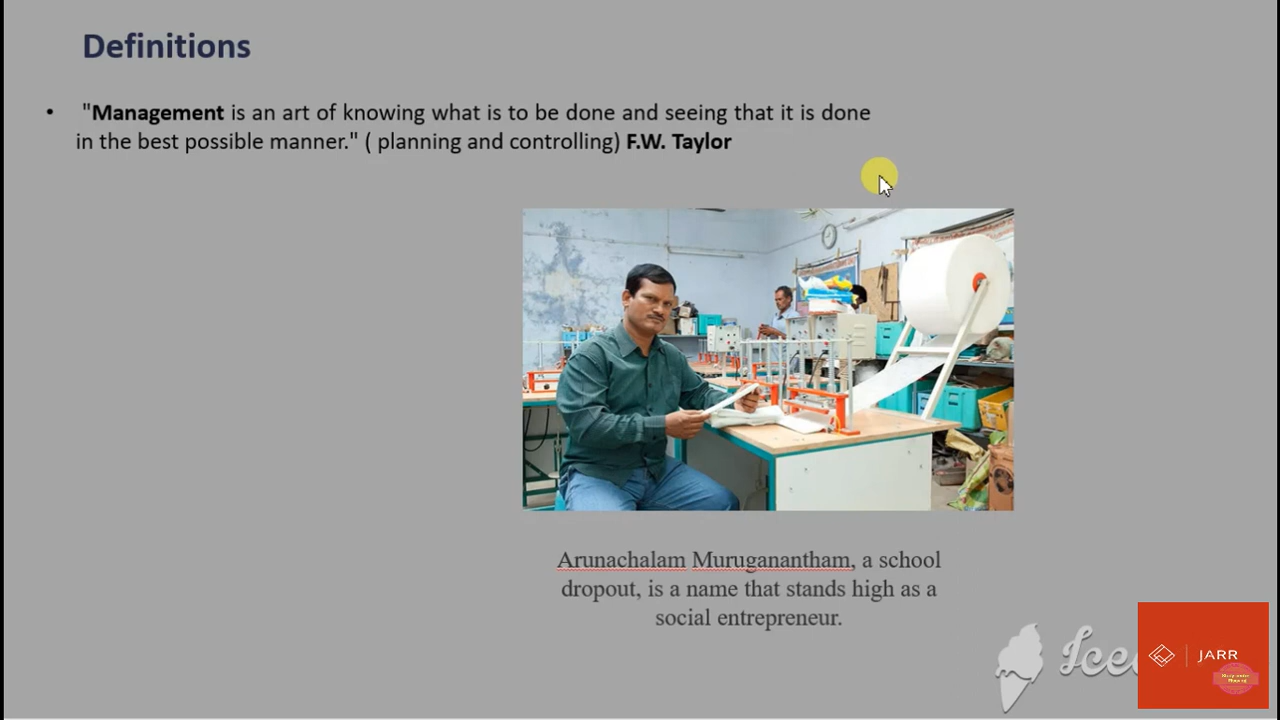 Definitions
• "Management is an art of knowing what is to be done and seeing that it is done
in the best possible manner." ( planning and controlling) F.W. Taylor
Arunachalam Muruganantham, a school
dropout, is a name that stands high as a
social entrepreneur.
JARR